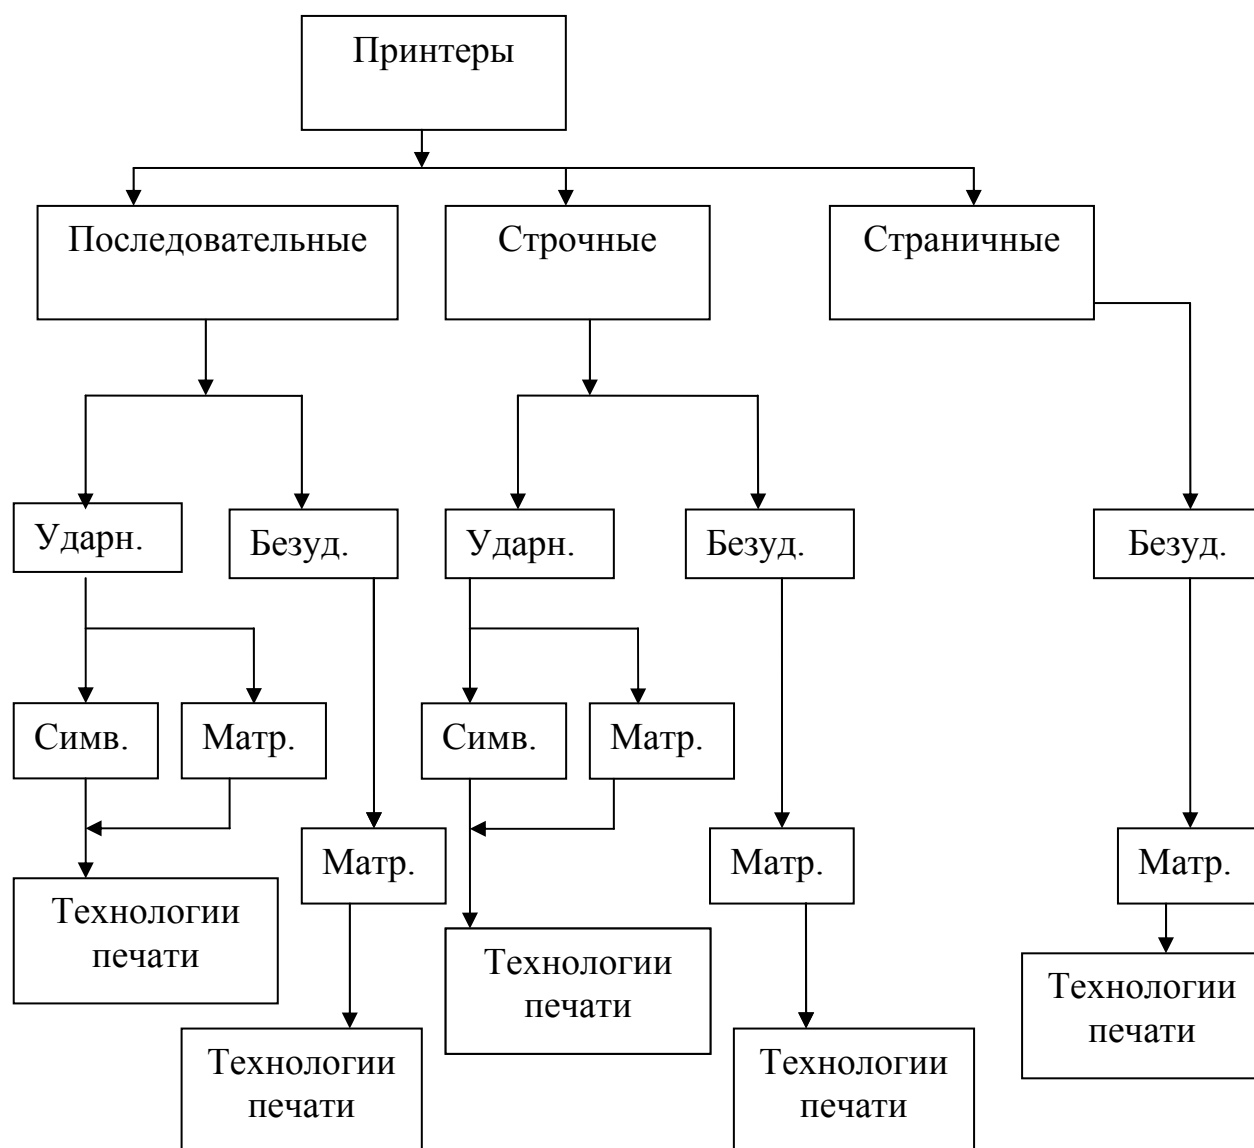 Принтеры
Последовательные
Строчные
Страничные
Ударн.
Безуд.
Ударн.
Безуд.
Безуд.
Симв.
Матр.
Симв.
Матр.
Матр.
Матр.
Матр.
Технологии
печати
Технологии
печати
Технологии
печати
Технологии
печати
Технологии
печати